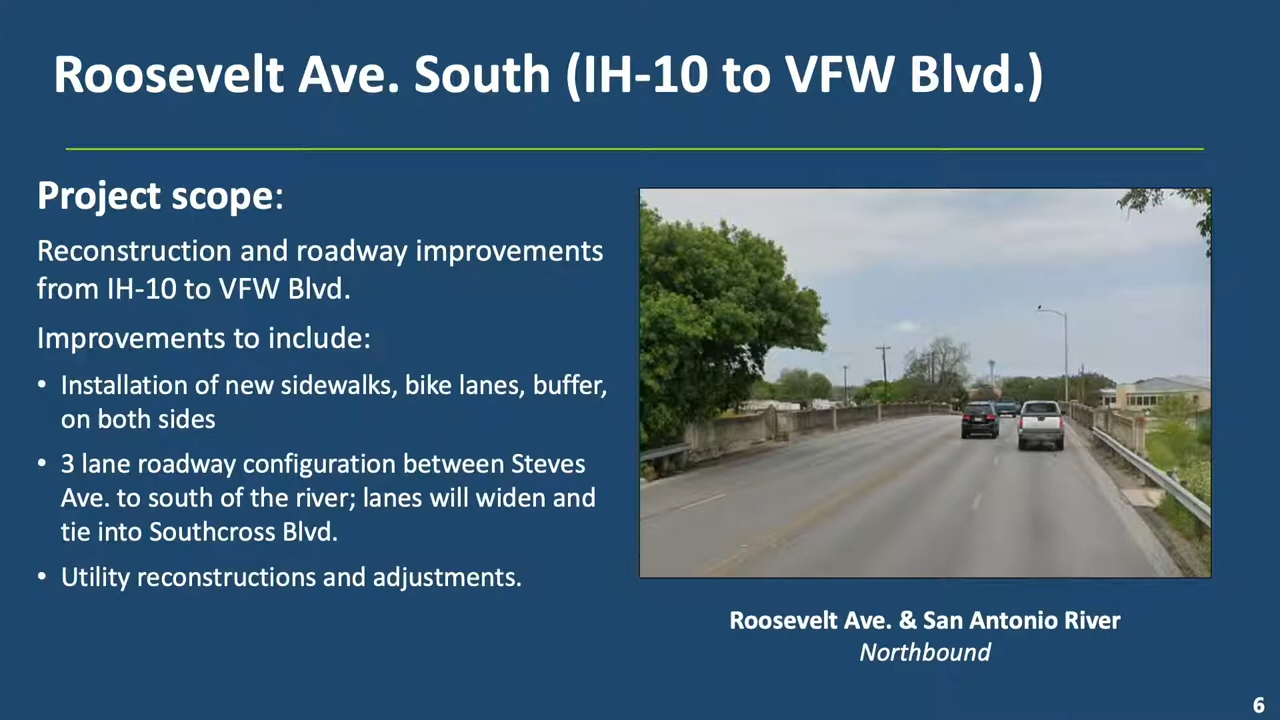 Roosevelt Ave. South (IH-10 to VFW Blvd.)
Project scope:
Reconstruction and roadway improvements
from IH-10 to VFW Blvd.
Improvements to include:
• Installation of new sidewalks, bike lanes, buffer,
on both sides
• 3 lane roadway configuration between Steves
Ave. to south of the river; lanes will widen and
tie into Southcross Blvd.
• Utility reconstructions and adjustments.
Roosevelt Ave. & San Antonio River
Northbound
6